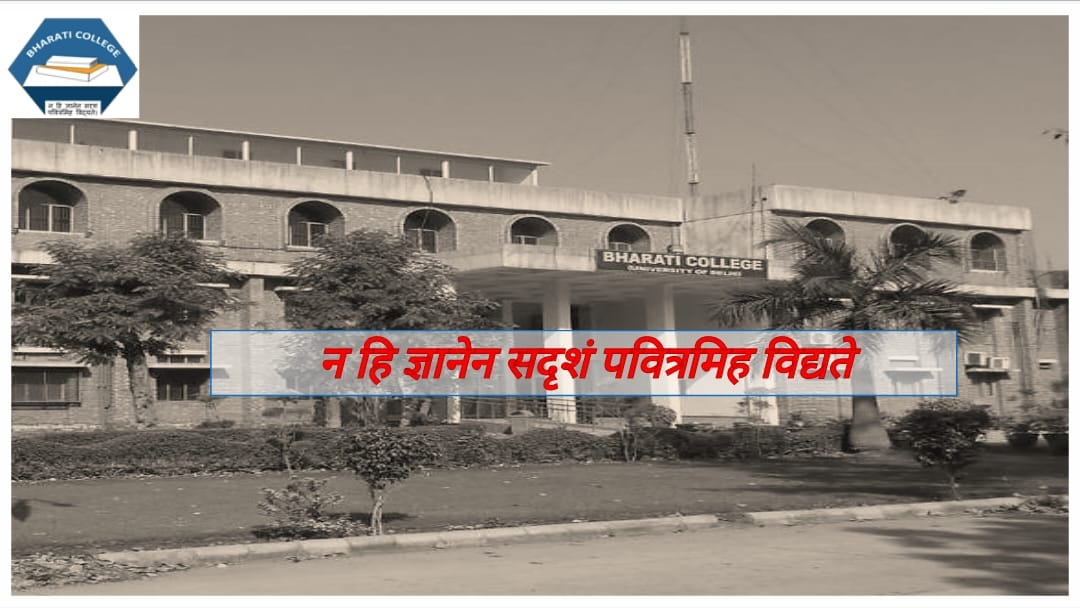 BHARATI COLLEGE
न हि ज्ञानेन सदृशं
पवित्रमिह विद्यते।
BHARATI COLLEGE
(UNIVERSITY OF DELHI)
न हि ज्ञानेन सदृशं पवित्रमिह विद्यते